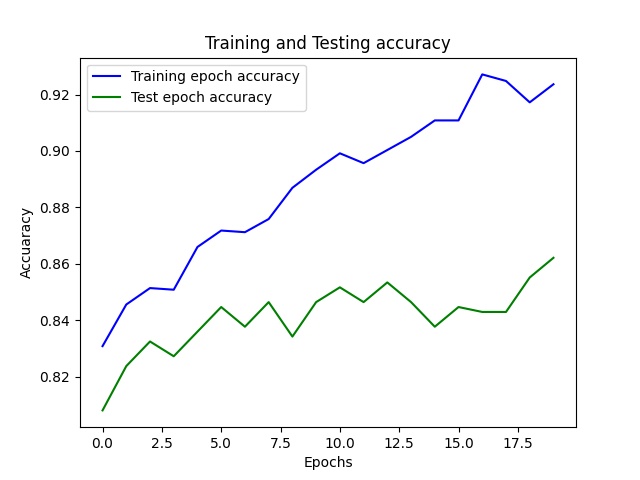 Training and Testing accuracy
Training epoch accuracy
Test epoch accuracy
0.92
0.90
0.88
0.86
0.84
0.82
Accuaracy
0.0 2.5 5.0 7.5 10.0 12.5 15.0 17.5
Epochs